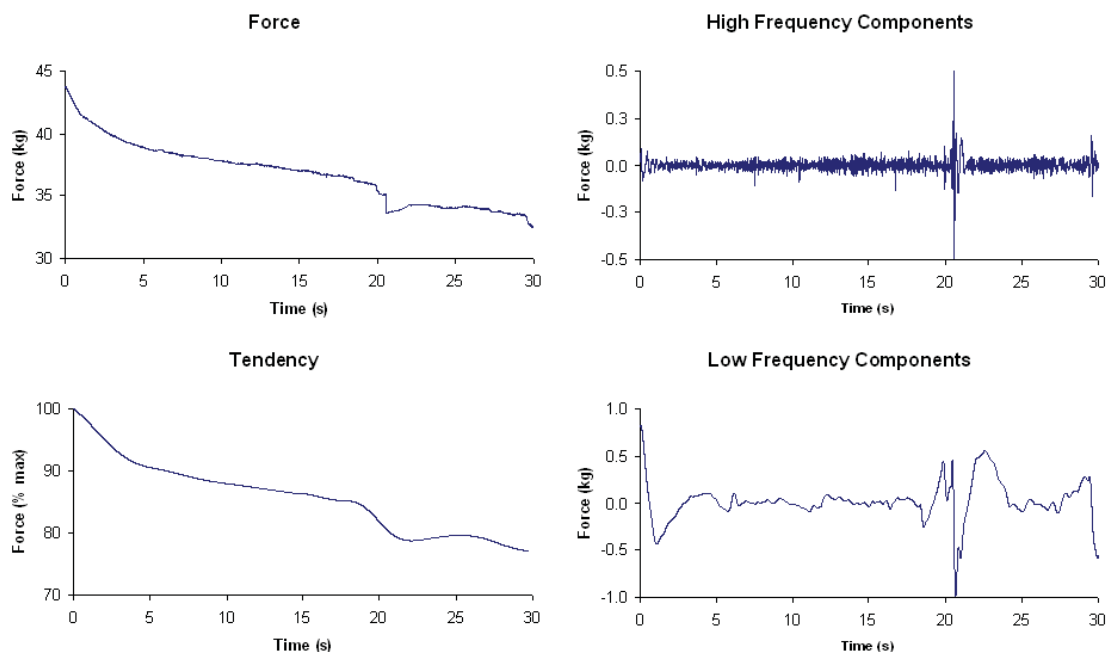 Force
45
40
35
30
Force (kg)
0 5 10 15 20 25 30
Time (s)
High Frequency Components
0.5
0.3
0.0
-0.3
-0.5
Force (kg)
0 5 10 15 20 25 30
Time (s)
Tendency
100
90
80
70
Force (% max)
0 5 10 15 20 25 30
Time (s)
Low Frequency Components
1.0
0.5
0.0
-0.5
-1.0
Force (kg)
0 5 10 15 20 25 30
Time (s)